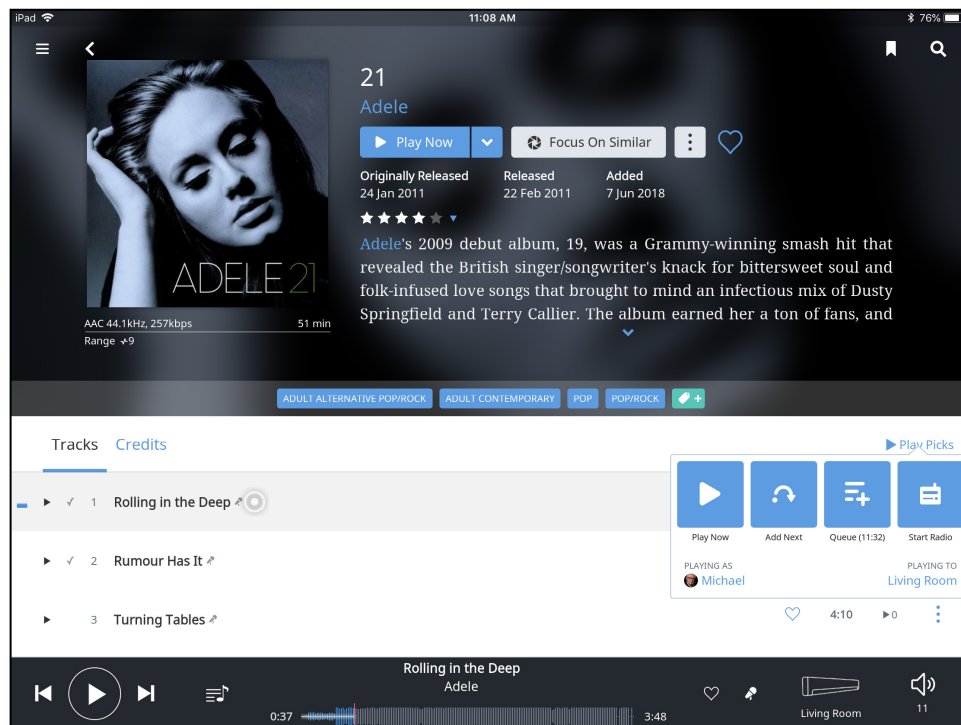 iPad 11:08 AM 76%
21
Adele
Play Now Focus On Similar
Originally Released Released Added
24 Jan 2011 22 Feb 2011 7 Jun 2018
Adele's 2009 debut album, 19, was a Grammy-winning smash hit that
revealed the British singer/songwriter's knack for bittersweet soul and
folk-infused love songs that brought to mind an infectious mix of Dusty
Springfield and Terry Callier. The album earned her a ton of fans, and
ADELE 21
AAC 44.1kHz, 257kbps 51 min
Range 9
ADULT ALTERNATIVE POP/ROCK ADULT CONTEMPORARY POP POP/ROCK +
Tracks Credits Play Picks
1 Rolling in the Deep
Play Now Add Next Queue (11:32) Start Radio
2 Rumour Has It
PLAYING AS PLAYING TO
Michael Living Room
3 Turning Tables 4:10 0
Rolling in the Deep
Adele
0:37 3:48
Living Room 11